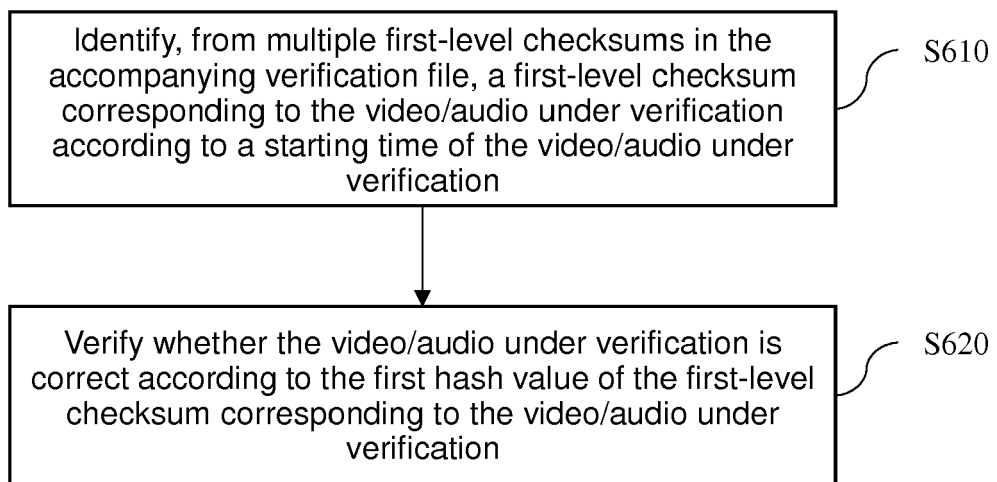 Identify, from multiple first-level checksums in the
accompanying verification file, a first-level checksum
corresponding to the video/audio under verification
according to a starting time of the video/audio under
verification
S610
Verify whether the video/audio under verification is
correct according to the first hash value of the first-level
checksum corresponding to the video/audio under
verification
S620